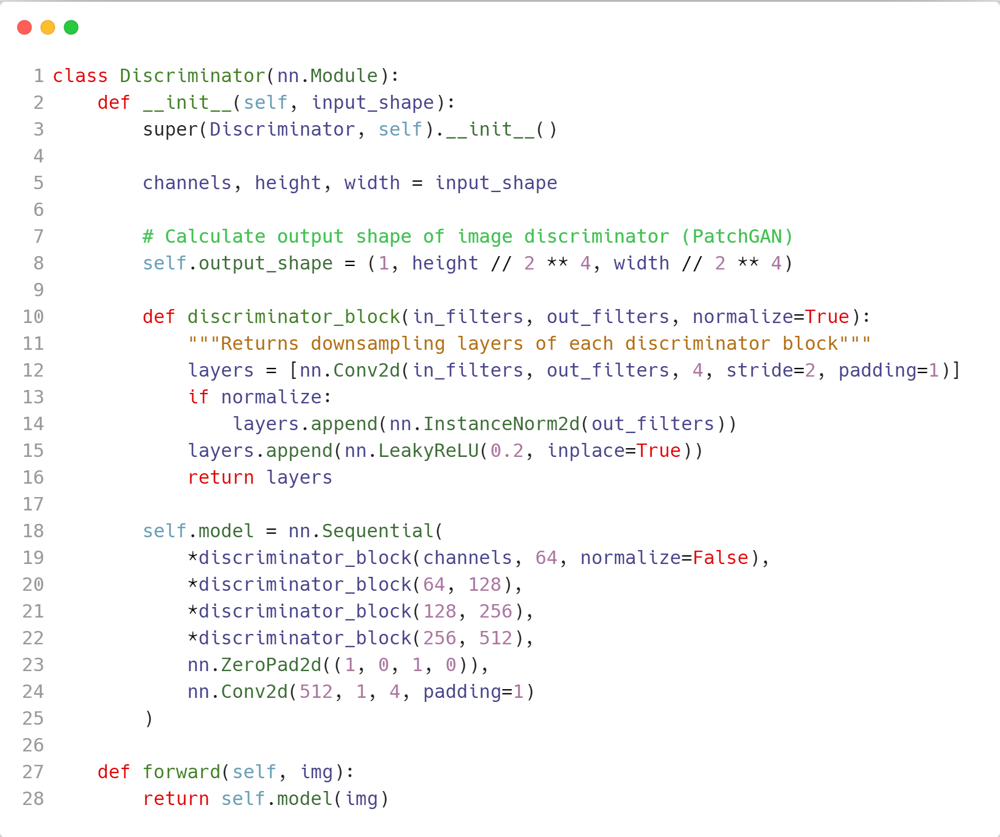 1 class Discriminator(nn.Module):
2     def __init__(self, input_shape):
3         super(Discriminator, self).__init__()
4
5         channels, height, width = input_shape
6
7         # Calculate output shape of image discriminator (PatchGAN)
8         self.output_shape = (1, height // 2 ** 4, width // 2 ** 4)
9
10         def discriminator_block(in_filters, out_filters, normalize=True):
11             """Returns downsampling layers of each discriminator block"""
12             layers = [nn.Conv2d(in_filters, out_filters, 4, stride=2, padding=1)]
13             if normalize:
14                 layers.append(nn.InstanceNorm2d(out_filters))
15             layers.append(nn.LeakyReLU(0.2, inplace=True))
16             return layers
17
18         self.model = nn.Sequential(
19             *discriminator_block(channels, 64, normalize=False),
20             *discriminator_block(64, 128),
21             *discriminator_block(128, 256),
22             *discriminator_block(256, 512),
23             nn.ZeroPad2d((1, 0, 1, 0)),
24             nn.Conv2d(512, 1, 4, padding=1)
25         )
26
27     def forward(self, img):
28         return self.model(img)